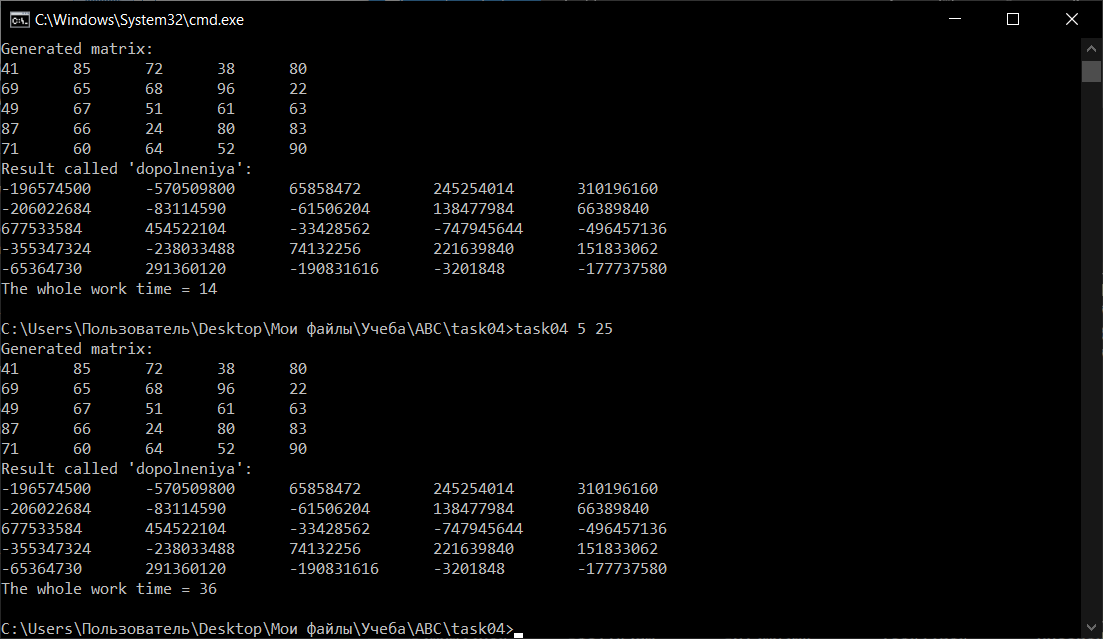 C:\Windows\System32\cmd.exe
Generated matrix:
41 85 72 38 80
69 65 68 96 22
49 67 51 61 63
87 66 24 80 83
71 60 64 52 90
Result called 'dopolneniya':
-196574500 -570509800 65858472 245254014 310196160
-206022684 -83114590 -61506204 138477984 66389840
677533584 454522104 -33428562 -747945644 -496457136
-355347324 -238033488 74132256 221639840 151833062
-65364730 291360120 -190831616 -3201848 -177737580
The whole work time = 14
C:\Users\Пользователь\Desktop\Мои файлы\Учеба\АВС\task04>task04 5 25
Generated matrix:
41 85 72 38 80
69 65 68 96 22
49 67 51 61 63
87 66 24 80 83
71 60 64 52 90
Result called 'dopolneniya':
-196574500 -570509800 65858472 245254014 310196160
-206022684 -83114590 -61506204 138477984 66389840
677533584 454522104 -33428562 -747945644 -496457136
-355347324 -238033488 74132256 221639840 151833062
-65364730 291360120 -190831616 -3201848 -177737580
The whole work time = 36
C:\Users\Пользователь\Desktop\Мои файлы\Учеба\АВС\task04>